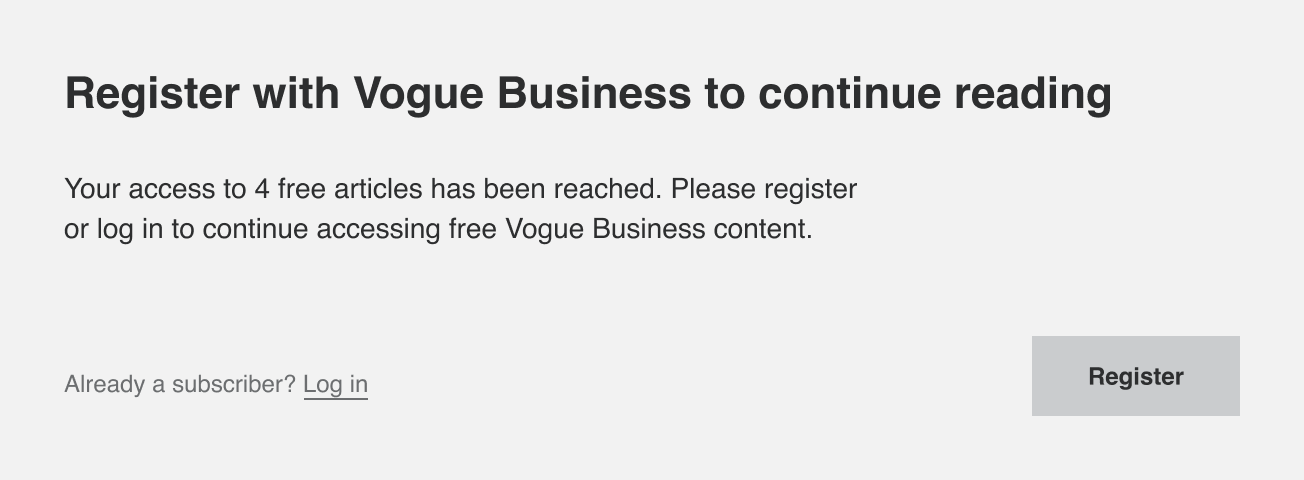 Register with Vogue Business to continue reading
Your access to 4 free articles has been reached. Please register
or log in to continue accessing free Vogue Business content.
Already a subscriber? Log in
Register